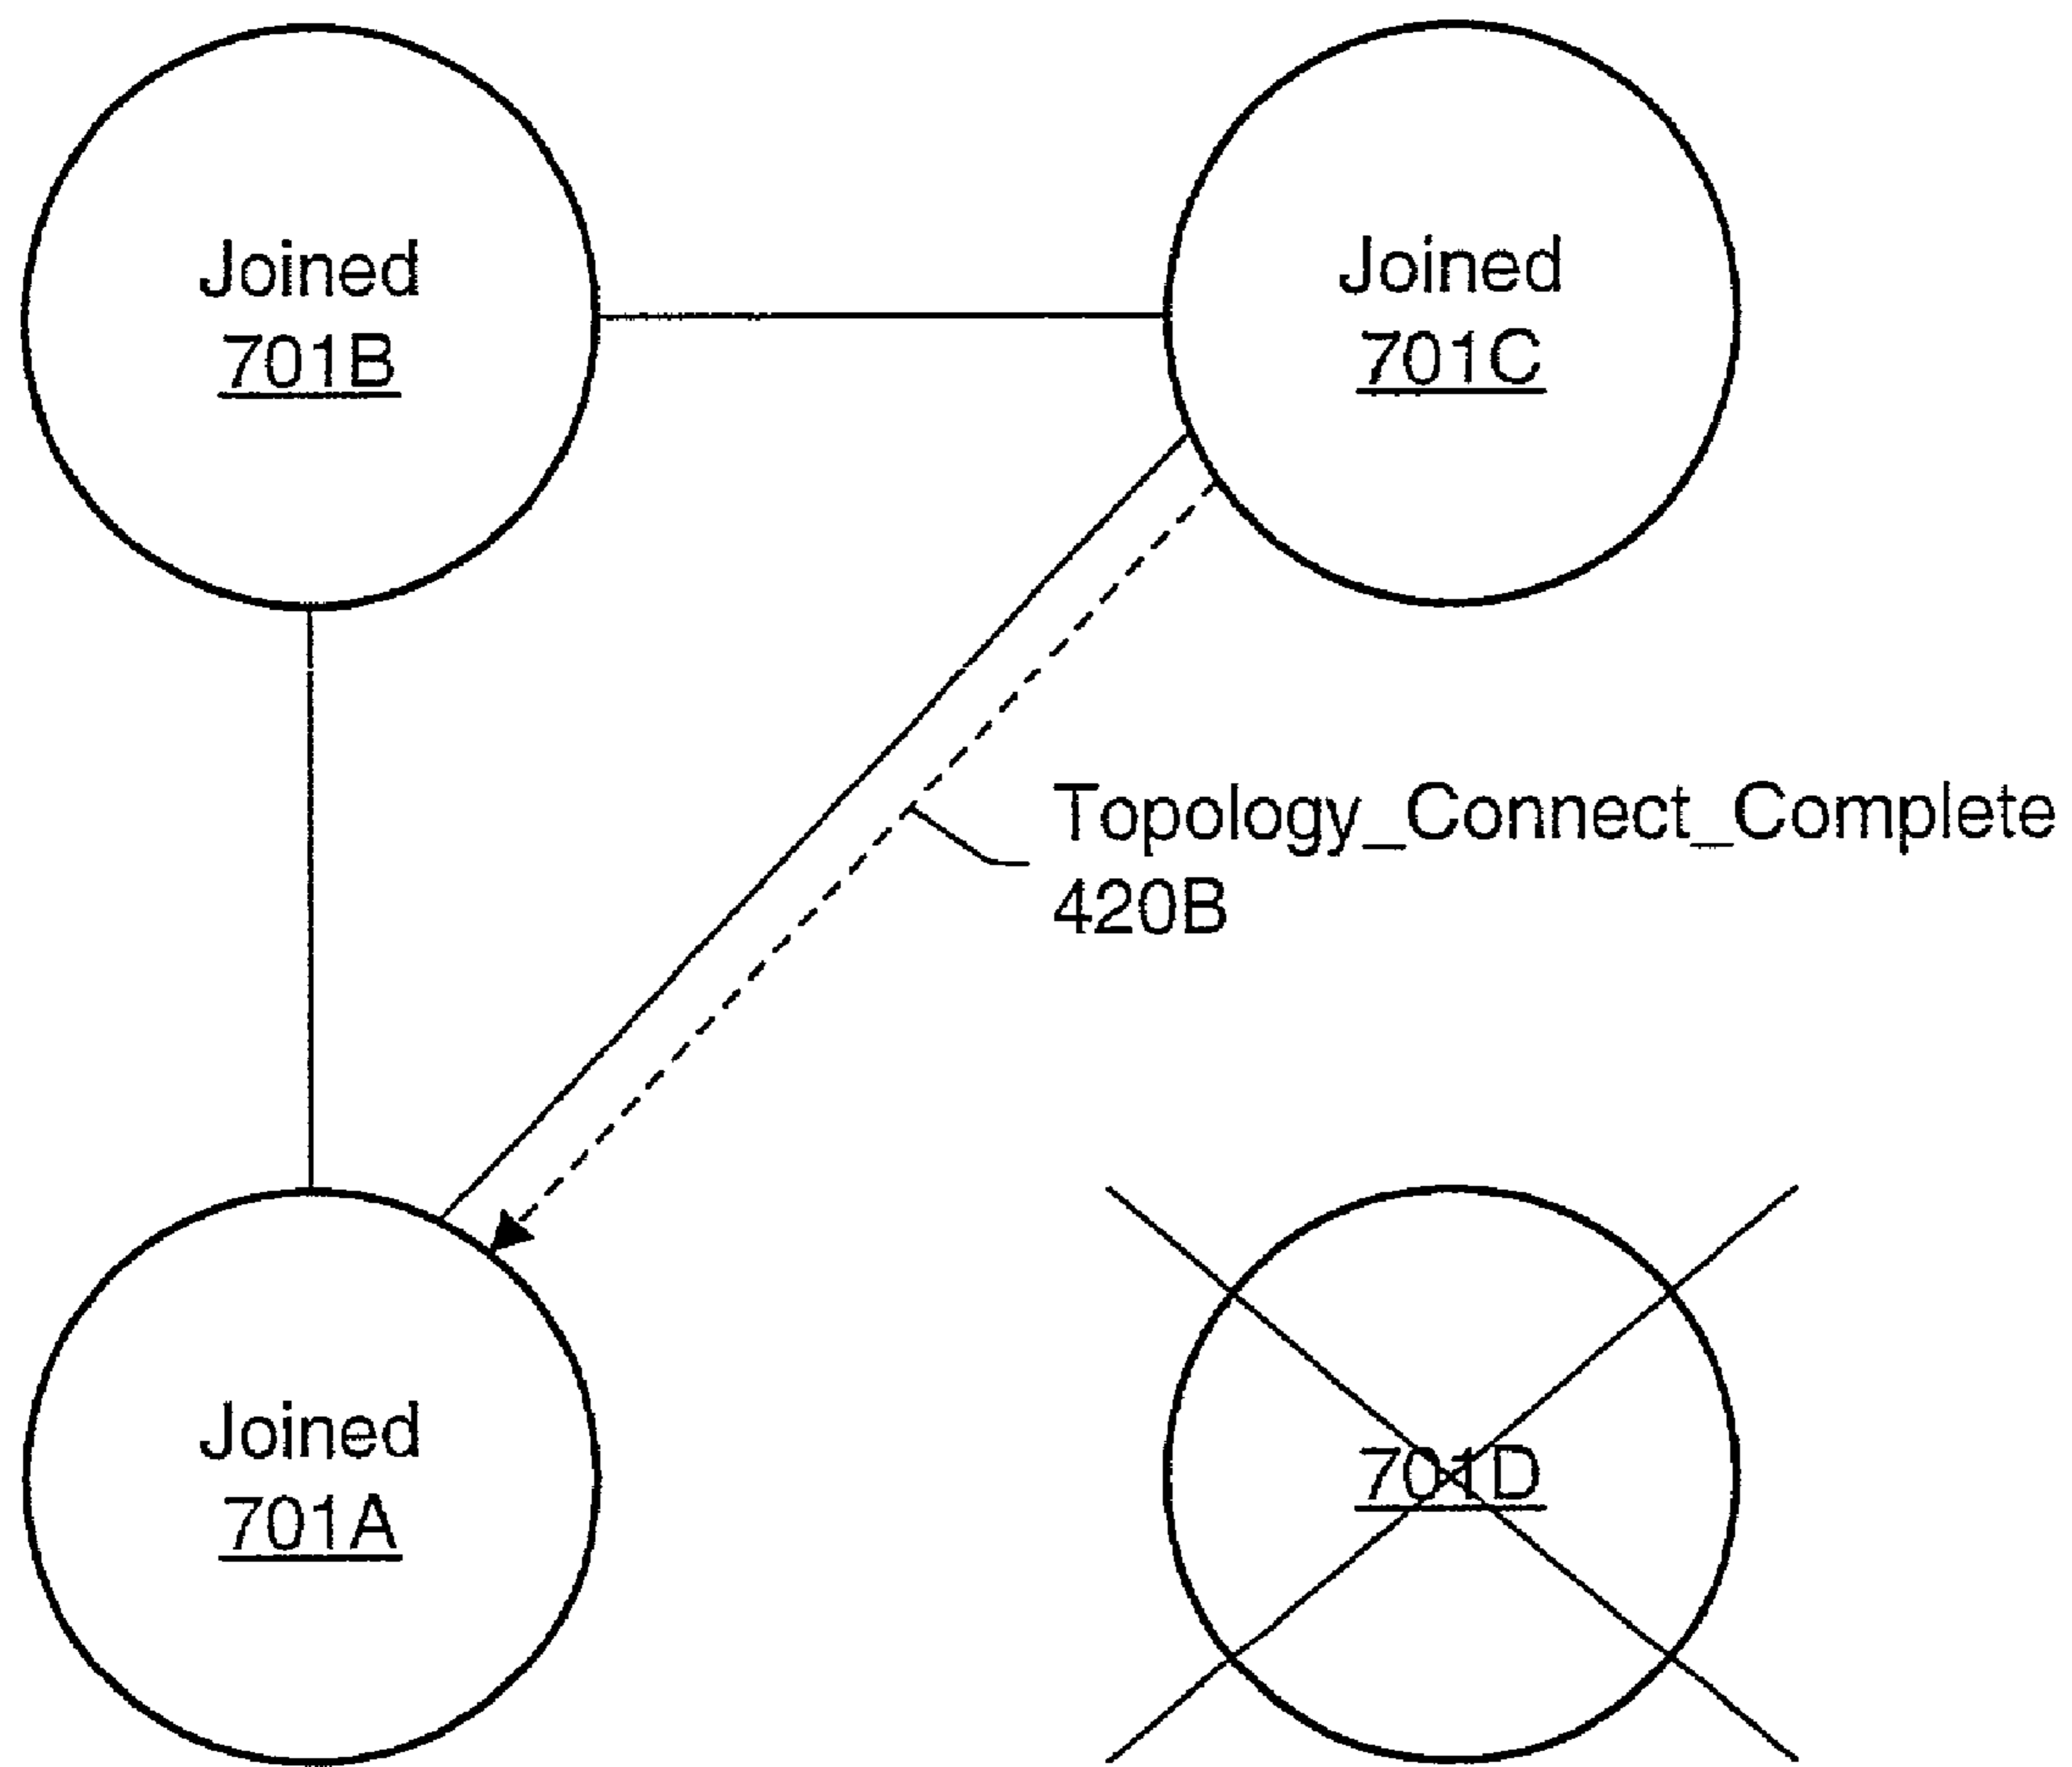 Joined
701B
Joined
701C
Topology_Connect_Complete
420B
Joined
701A
701D